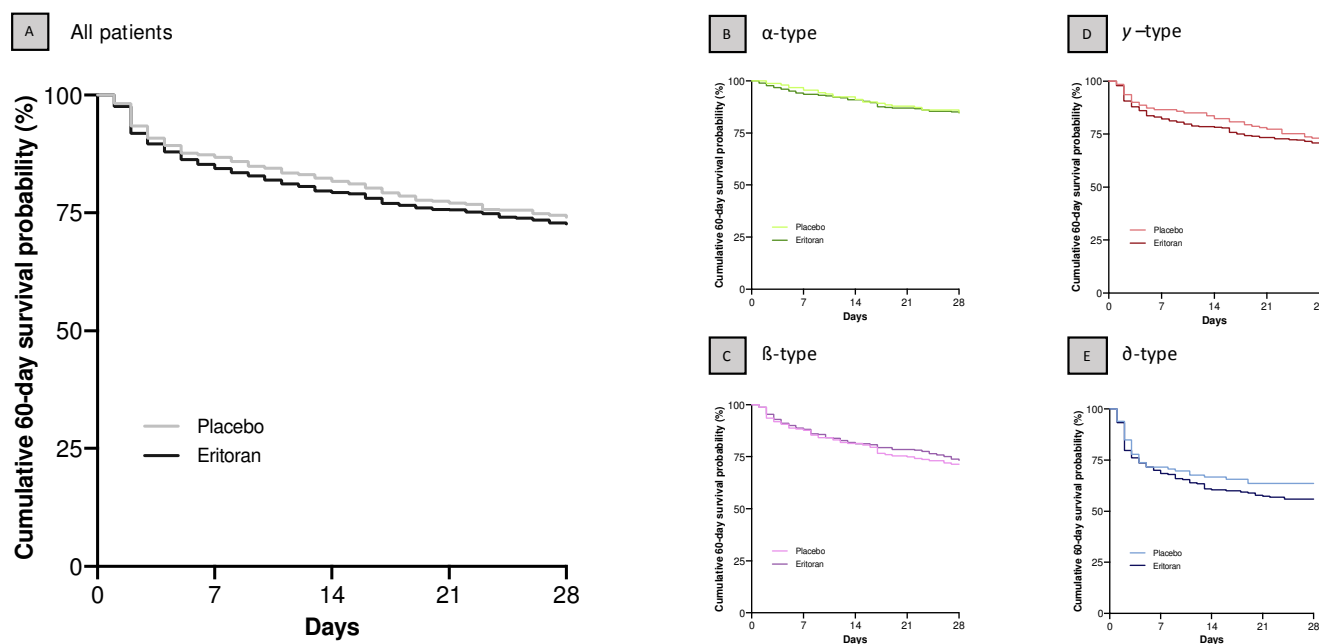 A All patients
Cumulative 60-day survival probability (%)
100
75
50
25
0
Placebo
Eritoran
0 7 14 21 28
Days
B α-type
Cumulative 60-day survival probability (%)
100
75
50
25
0
Placebo
Eritoran
0 7 14 21 28
Days
D y –type
Cumulative 60-day survival probability (%)
100
75
50
25
0
Placebo
Eritoran
0 7 14 21
Days
C ß-type
Cumulative 60-day survival probability (%)
100
75
50
25
0
Placebo
Eritoran
0 7 14 21 28
Days
E ∂-type
Cumulative 60-day survival probability (%)
100
75
50
25
0
Placebo
Eritoran
0 7 14 21 28
Days